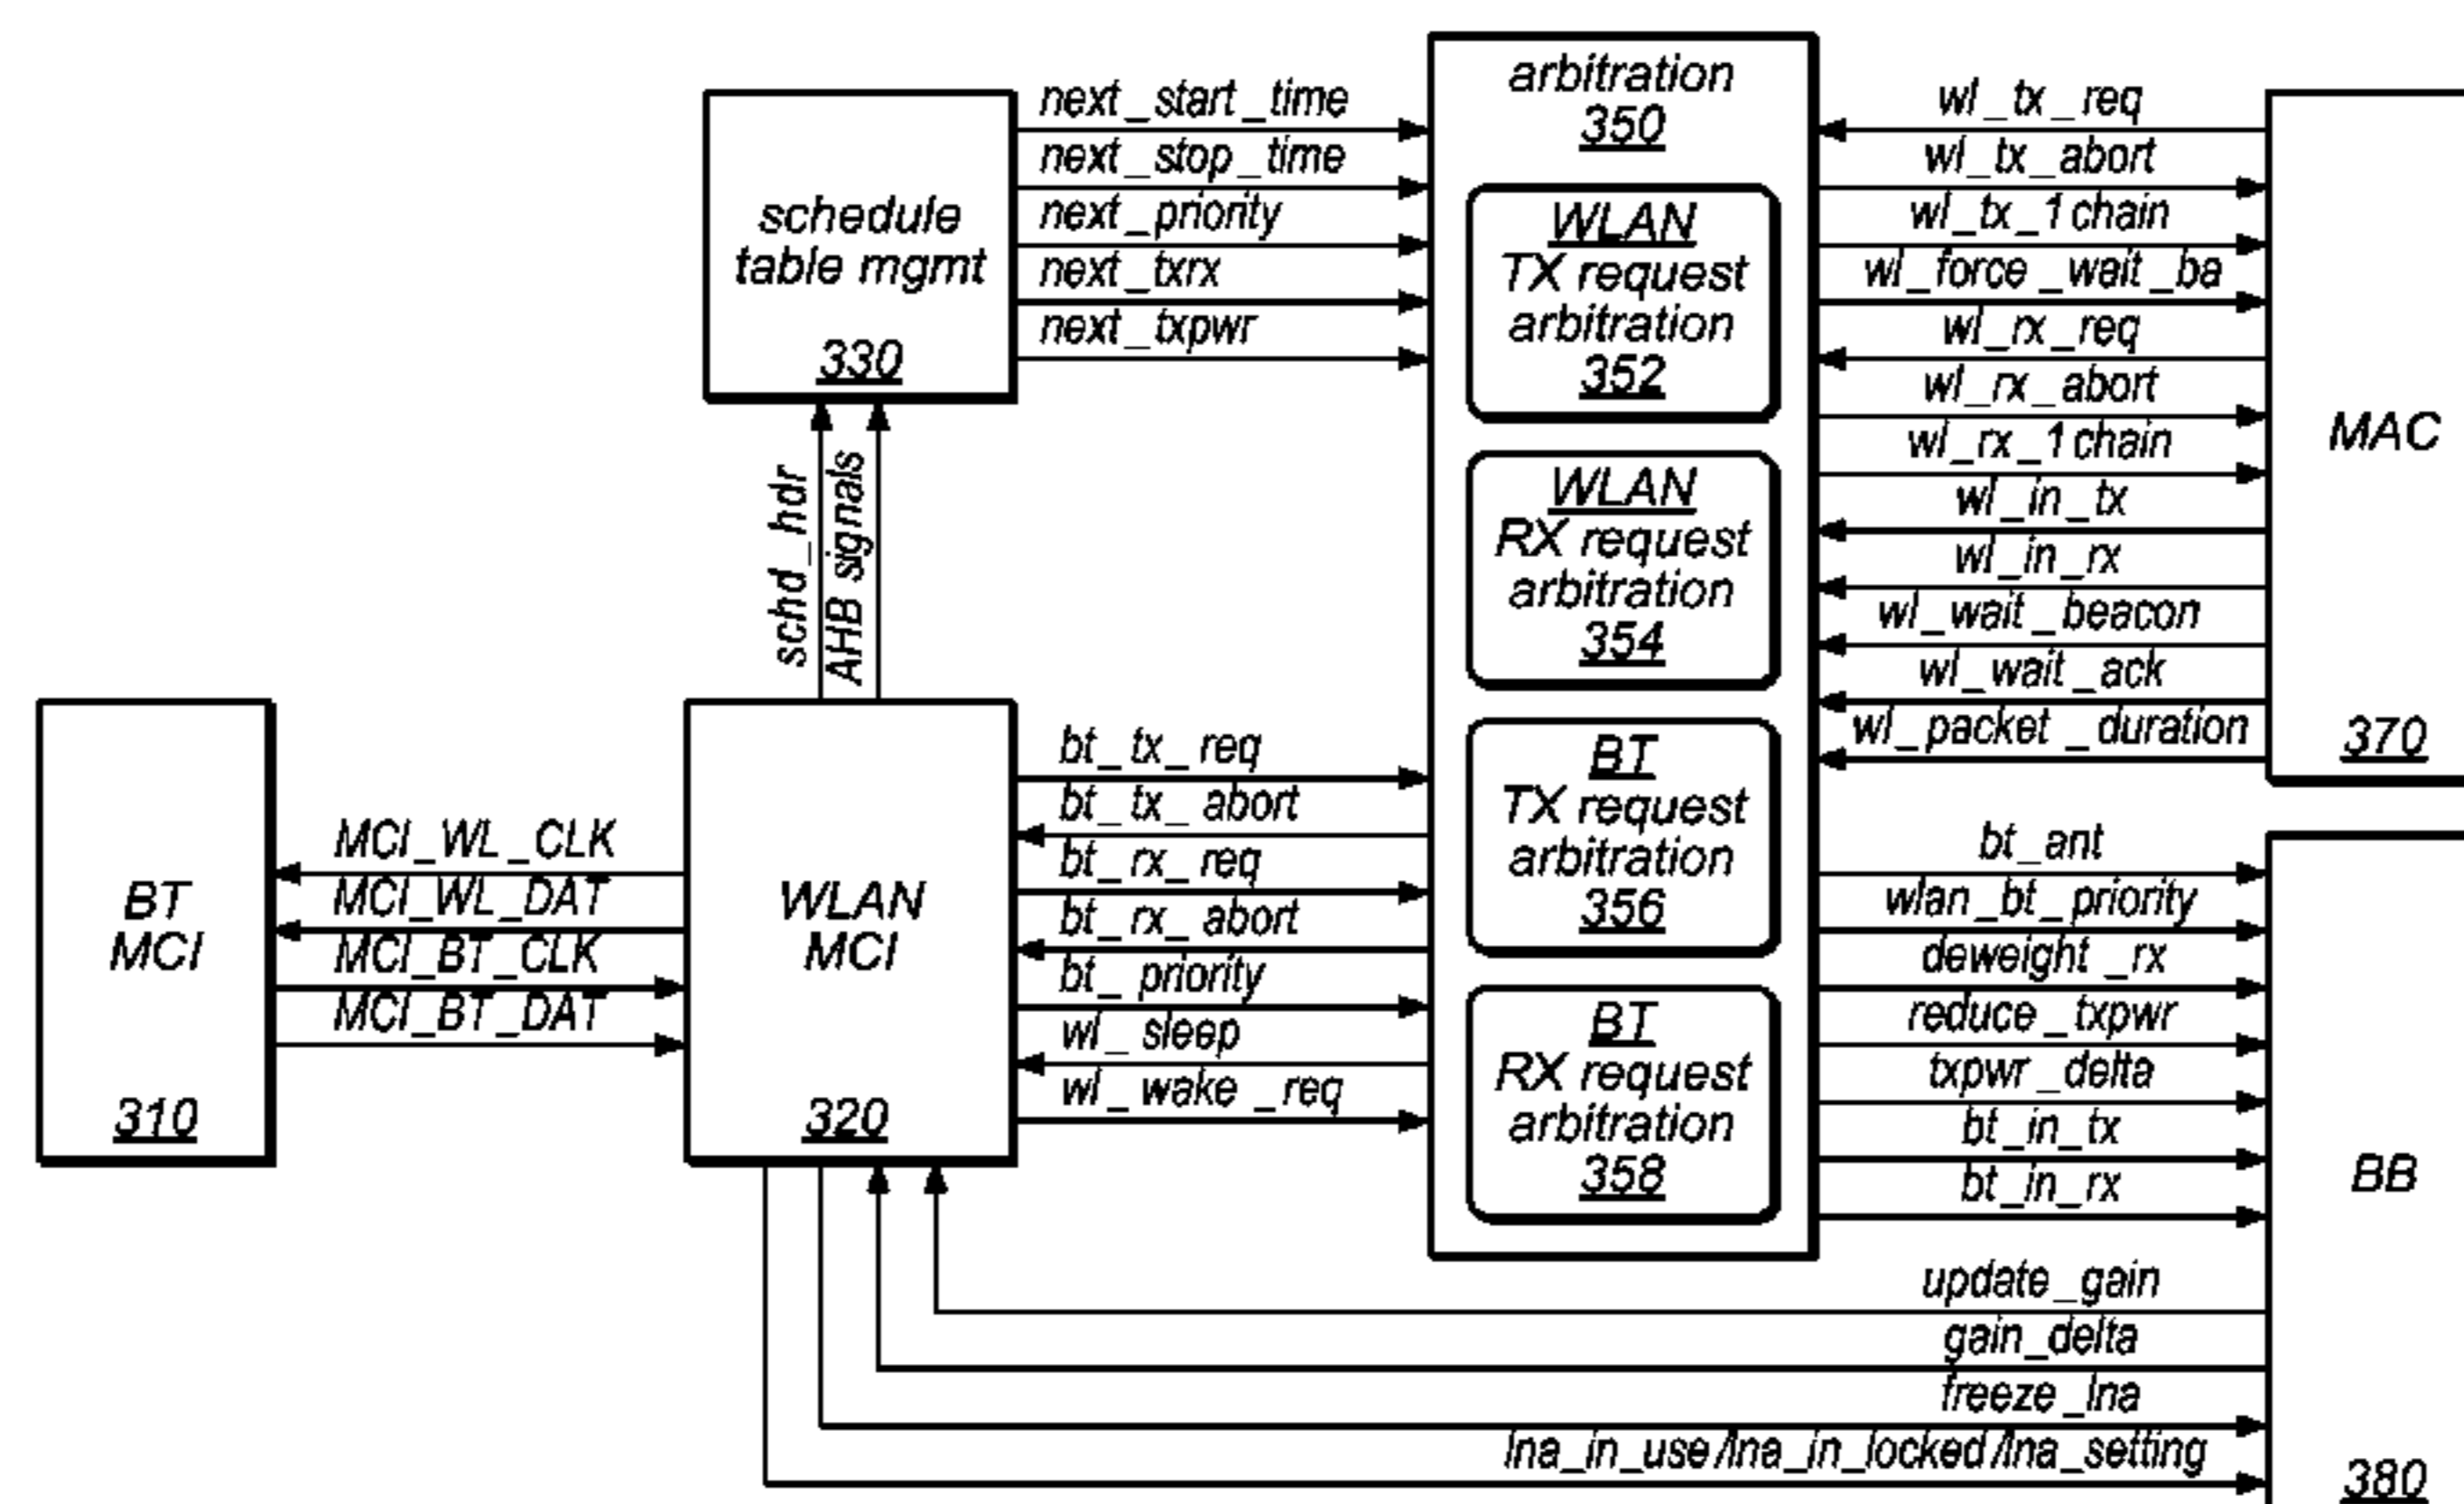 schedule
table mgmt
330
next_start_time
next_stop_time
next_priority
next_txrx
next_txpwr
schd_hdr
AHB signals
BT
MCI
310
MCI_WL_CLK
MCI_WL_DAT
MCI_BT_CLK
MCI_BT_DAT
WLAN
MCI
320
bt_tx_req
bt_tx_abort
bt_rx_req
bt_rx_abort
bt_priority
wl_sleep
wl_wake_req
arbitration
350
WLAN
TX request
arbitration
352
WLAN
RX request
arbitration
354
BT
TX request
arbitration
356
BT
RX request
arbitration
358
wl_tx_req
wl_tx_abort
wl_tx_1chain
wl_force_wait_ba
wl_rx_req
wl_rx_abort
wl_rx_1chain
wl_in_tx
wl_in_rx
wl_wait_beacon
wl_wait_ack
wl_packet_duration
MAC
370
bt_ant
wlan_bt_priority
deweight_rx
reduce_txpwr
txpwr_delta
bt_in_tx
bt_in_rx
update_gain
gain_delta
freeze_lna
lna_in_use/lna_in_locked/lna_setting
BB
380